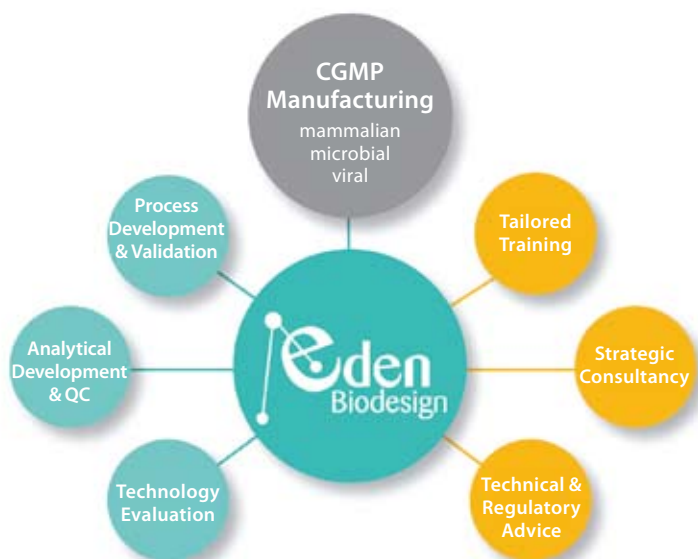 CGMP
Manufacturing
mammalian
microbial
viral
Process
Development
& Validation
Tailored
Training
Analytical
Development
& QC
eden
Biodesign
Strategic
Consultancy
Technology
Evaluation
Technical &
Regulatory
Advice